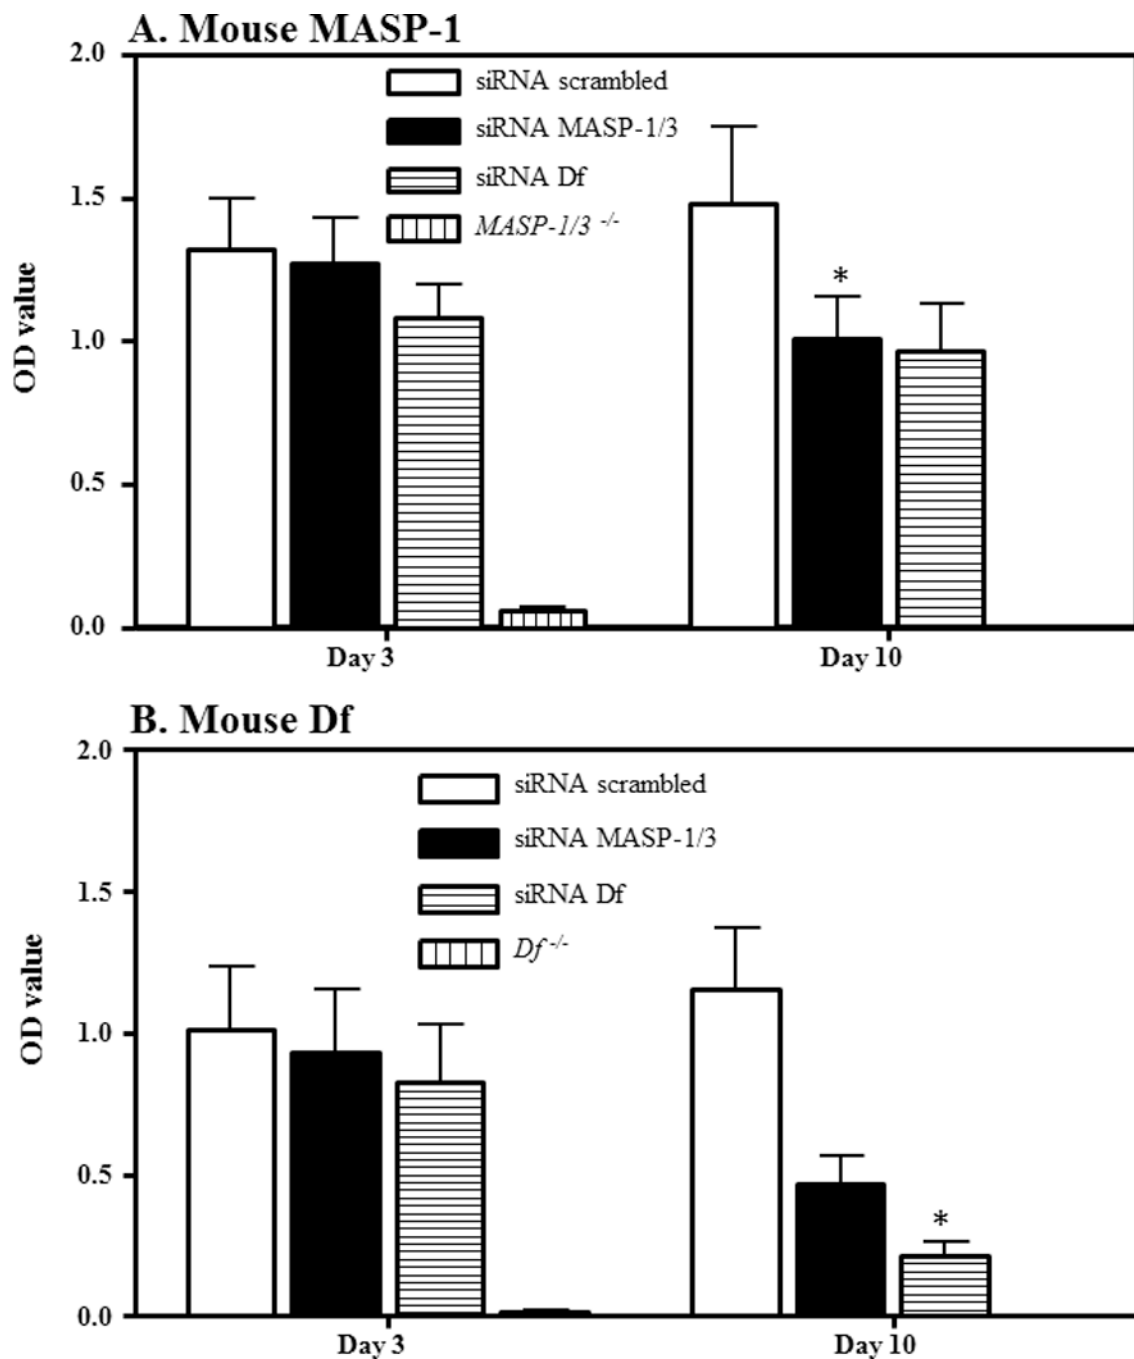 A. Mouse MASP-1
2.0
siRNA scrambled
siRNA MASP-1/3
1.5
siRNA Df
MASP-1/3 -/-
*
OD value
1.0
0.5
0.0
Day 3
Day 10
B. Mouse Df
2.0
siRNA scrambled
siRNA MASP-1/3
1.5
siRNA Df
Df -/-
OD value
1.0
0.5
*
0.0
Day 3
Day 10